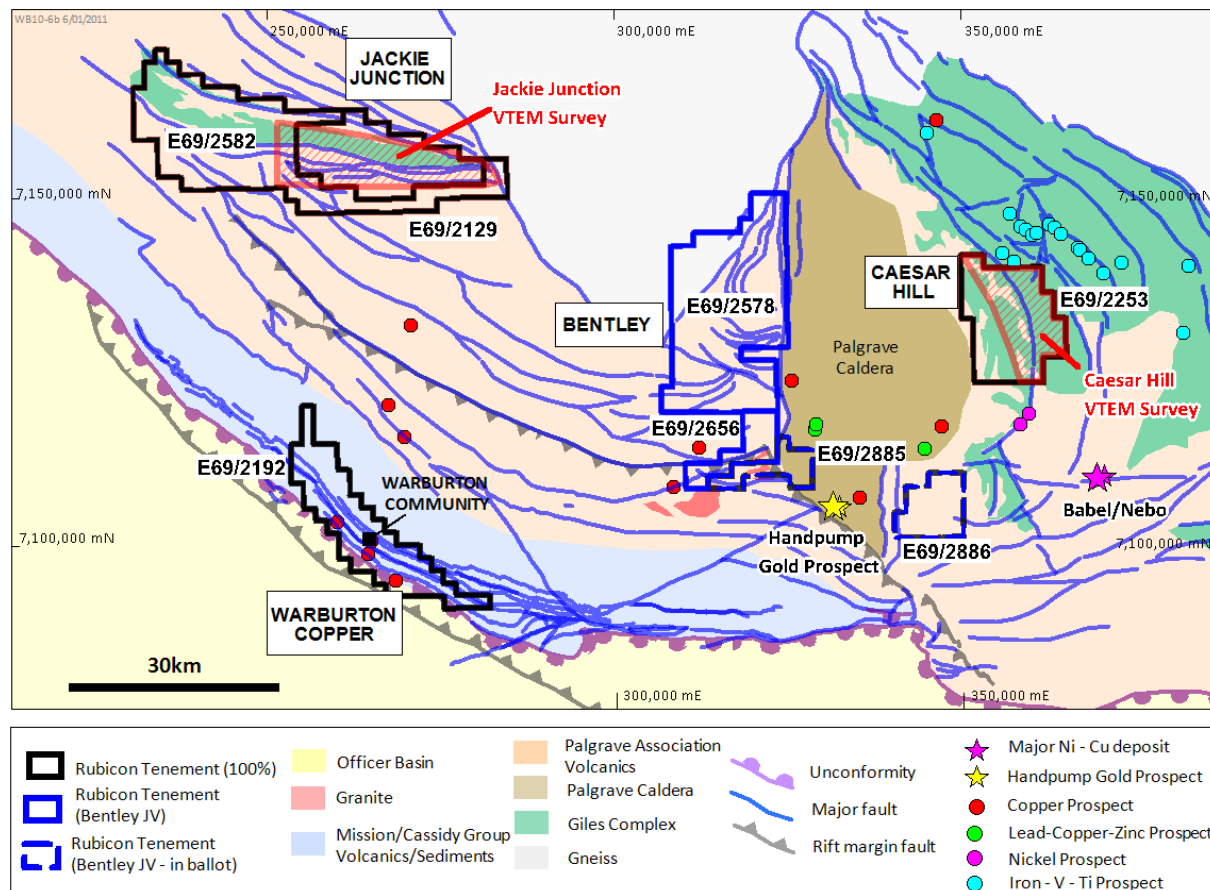 WB10-6b 6/01/2011
250,000 mE
300,000 mE
350,000 mE
JACKIE
JUNCTION
Jackie Junction
VTEM Survey
E69/2582
7,150,000 mN
7,150,000 mN
E69/2129
CAESAR
HILL
E69/2253
E69/2578
BENTLEY
Palgrave
Caldera
Caesar Hill
VTEM Survey
E69/2656
E69/2885
E69/2192
WARBURTON
COMMUNITY
Babel/Nebo
Handpump
Gold Prospect
7,100,000 mN
7,100,000 mN
E69/2886
WARBURTON
COPPER
30km
300,000 mE
350,000 mE
Rubicon Tenement (100%)
Rubicon Tenement
(Bentley JV)
Rubicon Tenement
(Bentley JV - in ballot)
Officer Basin
Granite
Mission/Cassidy Group
Volcanics/Sediments
Palgrave Association
Volcanics
Palgrave Caldera
Giles Complex
Gneiss
Unconformity
Major fault
Rift margin fault
Major Ni - Cu deposit
Handpump Gold Prospect
Copper Prospect
Lead-Copper-Zinc Prospect
Nickel Prospect
Iron - V - Ti Prospect